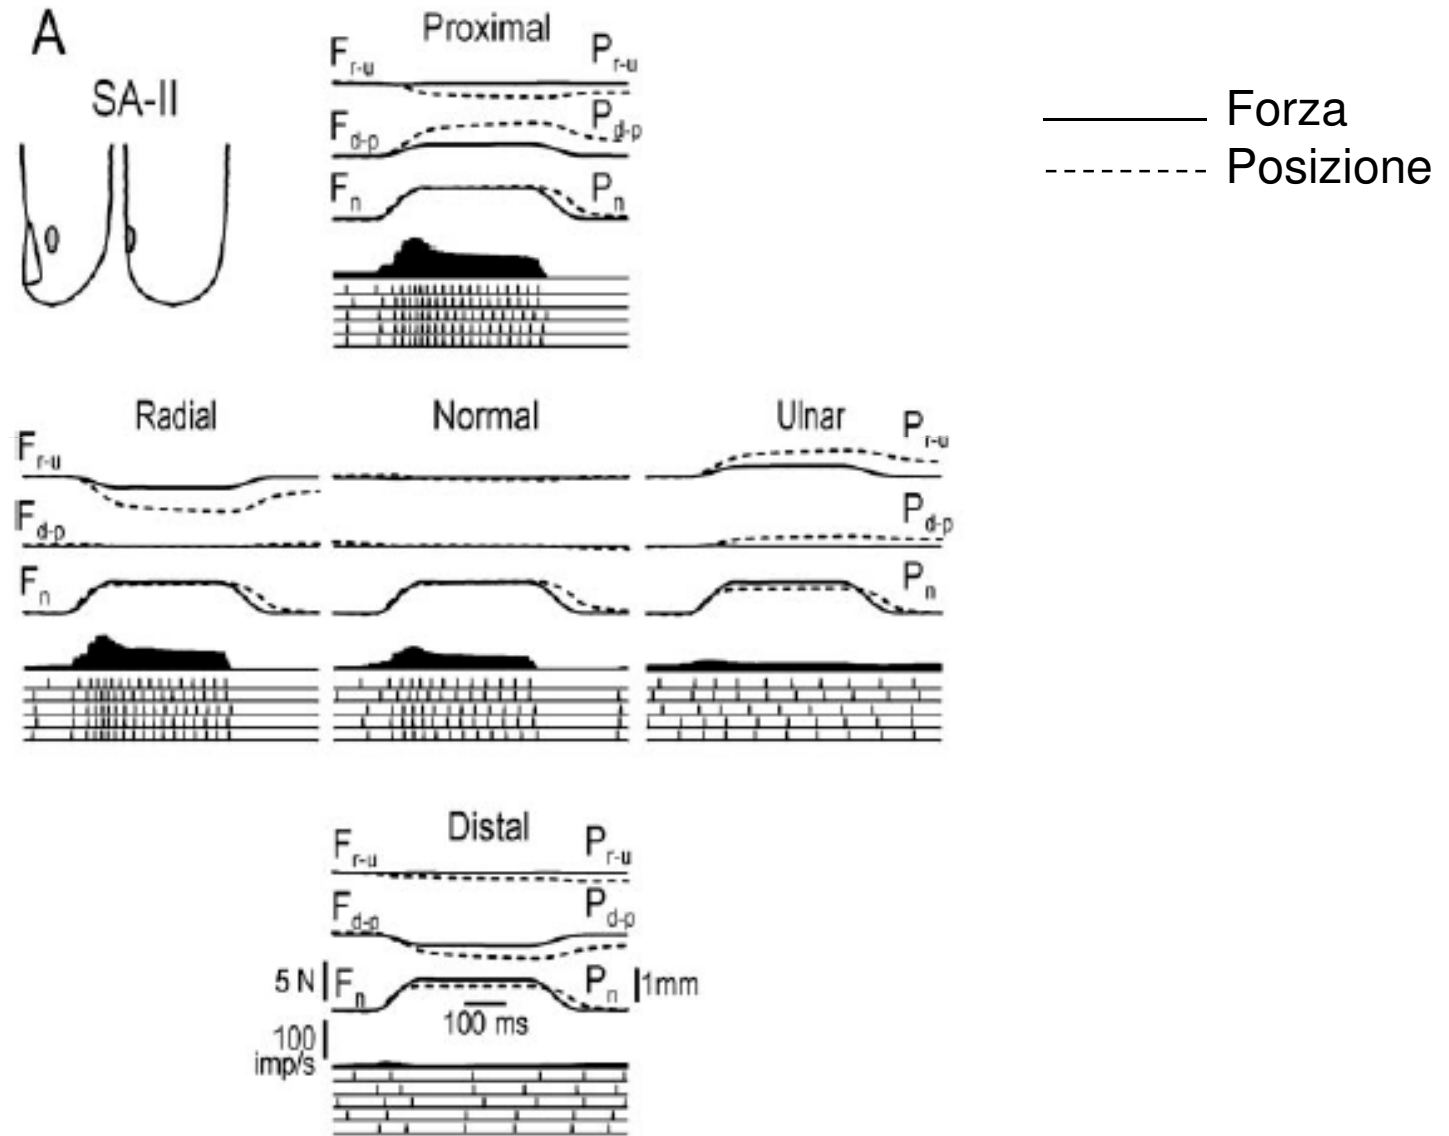 A
SA-II
Proximal
F r-u P r-u
F d-p P d-p
F n P n
Forza
Posizione
Radial Normal Ulnar
F r-u P r-u
F d-p P d-p
F n P n
Distal
F r-u P r-u
F d-p P d-p
5 N F n P n 1mm
100 ms
100
imp/s